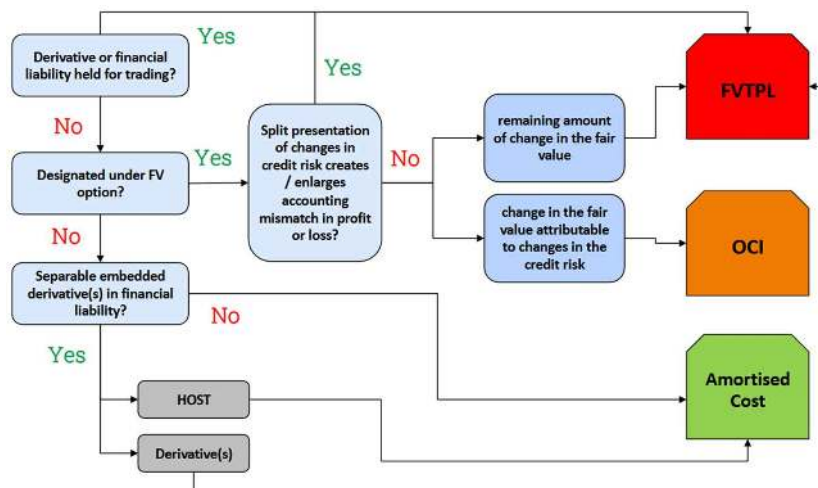 Yes
Derivative or financial
liability held for trading?
Yes
FVTPL
No
Split presentation
of changes in
credit risk creates
/ enlarges
accounting
mismatch in profit
or loss?
remaining amount
of change in the fair
value
Yes
No
Designated under FV
option?
change in the fair
value attributable
to changes in the
credit risk
OCI
No
Separable embedded
derivative(s) in financial
liability?
No
Yes
Amortised
Cost
HOST
Derivative(s)